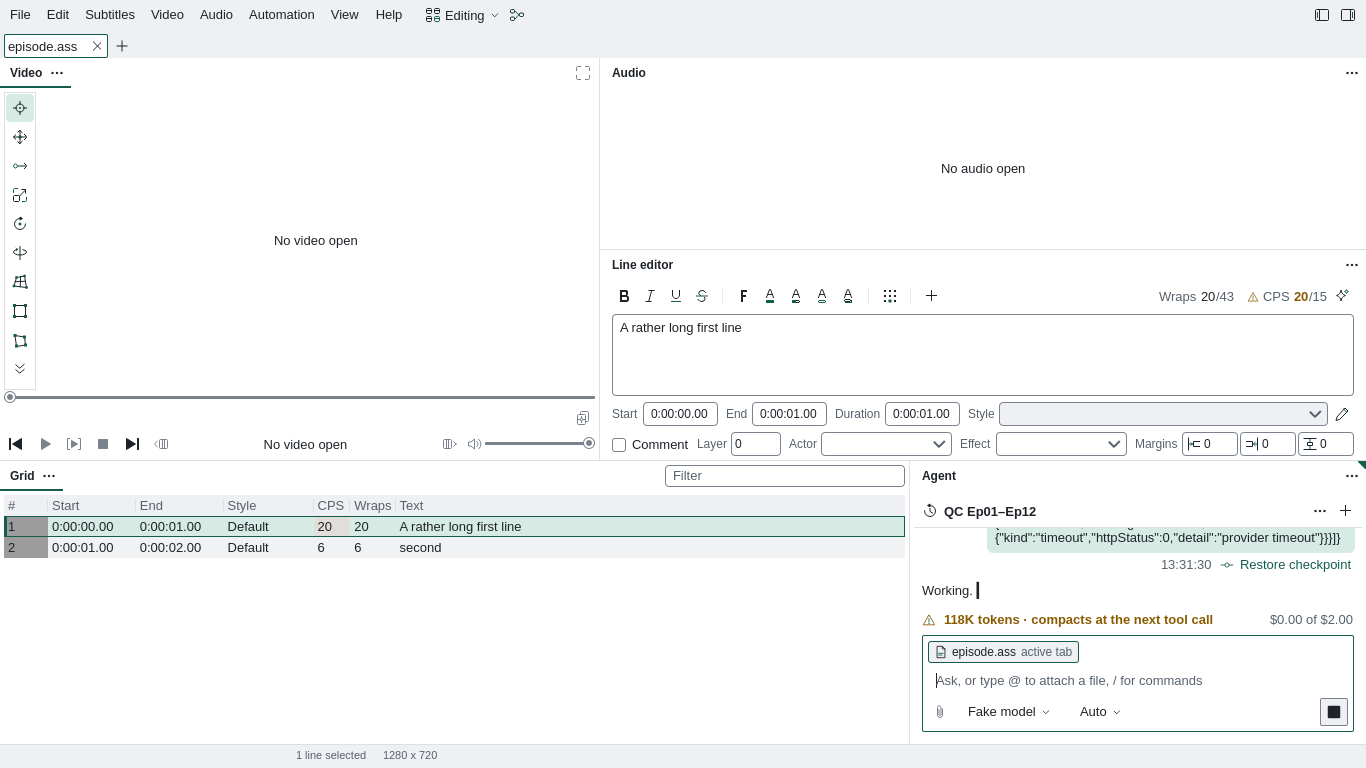 File Edit Subtitles Video Audio Automation View Help Editing
episode.ass
Video
No video open
No video open
Audio
No audio open
Line editor
Wraps 20/43 CPS 20/15
A rather long first line
Start 0:00:00.00 End 0:00:01.00 Duration 0:00:01.00 Style
Comment Layer 0 Actor Effect Margins 0 0 0
Grid Filter
# Start End Style CPS Wraps Text
1 0:00:00.00 0:00:01.00 Default 20 20 A rather long first line
2 0:00:01.00 0:00:02.00 Default 6 6 second
Agent
QC Ep01–Ep12
{"kind":"timeout","httpStatus":0,"detail":"provider timeout"}}}]}
13:31:30 Restore checkpoint
Working.
118K tokens · compacts at the next tool call $0.00 of $2.00
episode.ass active tab
Ask, or type @ to attach a file, / for commands
Fake model Auto
1 line selected 1280 x 720